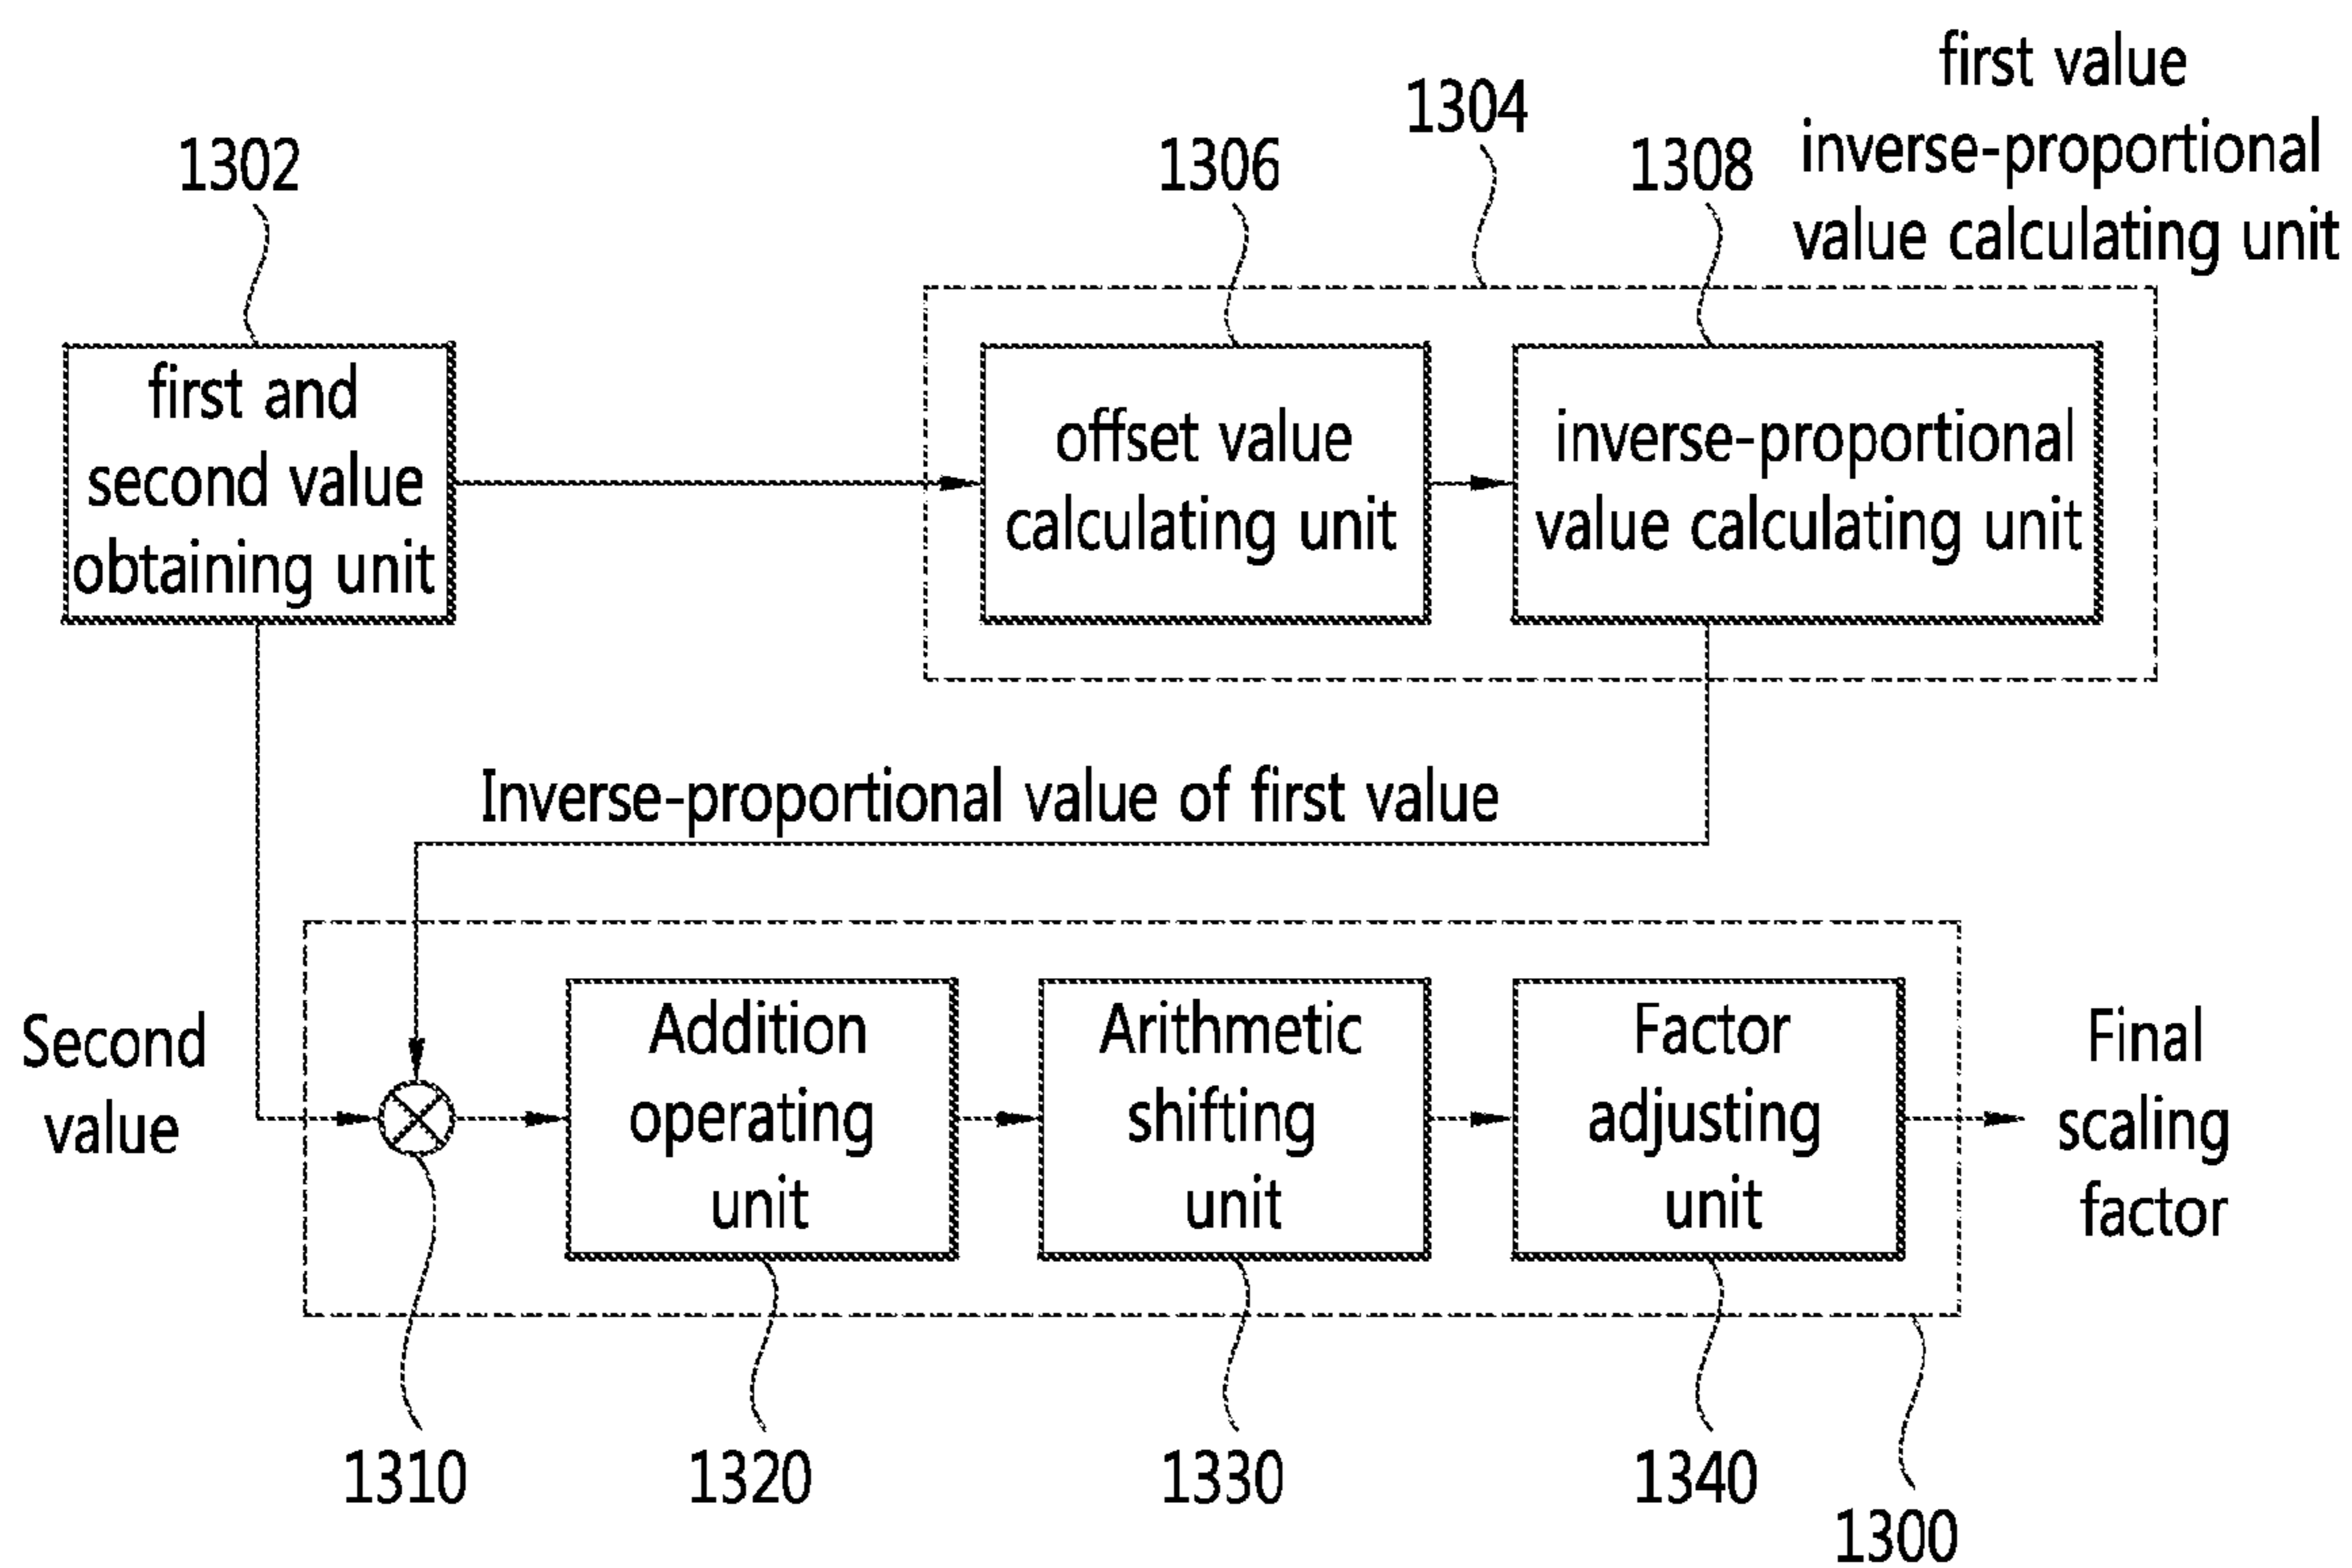 first value
inverse-proportional
value calculating unit
1304
1302
1306
1308
first and
second value
obtaining unit
offset value
calculating unit
inverse-proportional
value calculating unit
Inverse-proportional value of first value
Second
value
Addition
operating
unit
Arithmetic
shifting
unit
Factor
adjusting
unit
Final
scaling
factor
1310
1320
1330
1340
1300